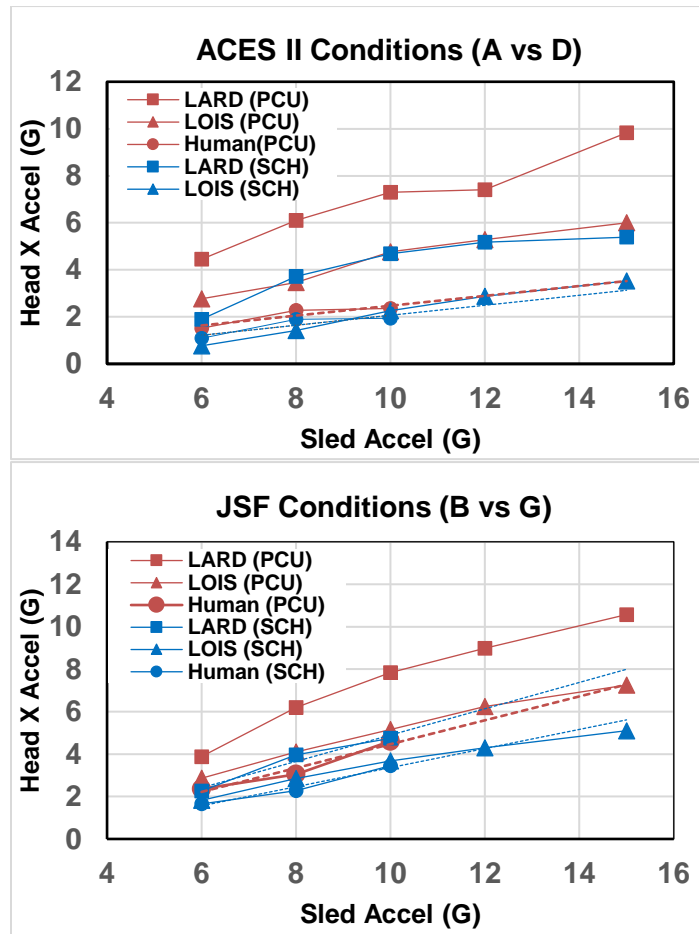 ACES II Conditions (A vs D)
12
10
8
6
4
2
0
Head X Accel (G)
LARD (PCU)
LOIS (PCU)
Human(PCU)
LARD (SCH)
LOIS (SCH)
4 6 8 10 12 14 16
Sled Accel (G)
JSF Conditions (B vs G)
14
12
10
8
6
4
2
0
Head X Accel (G)
LARD (PCU)
LOIS (PCU)
Human (PCU)
LARD (SCH)
LOIS (SCH)
Human (SCH)
4 6 8 10 12 14 16
Sled Accel (G)